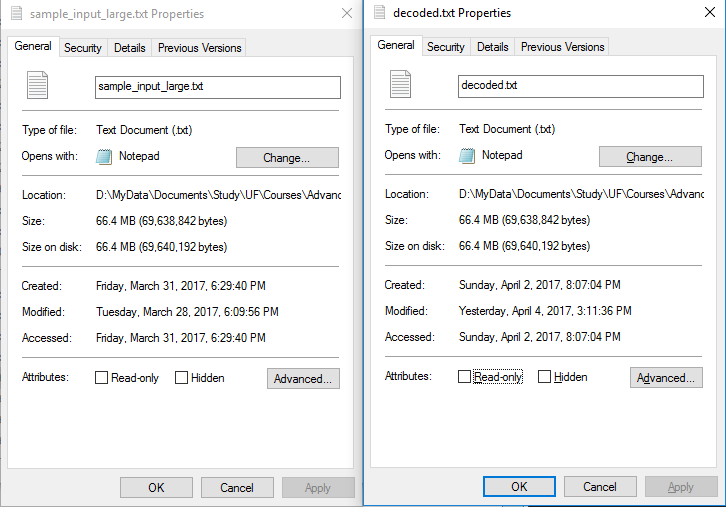 sample_input_large.txt Properties
General Security Details Previous Versions
sample_input_large.txt
Type of file: Text Document (.txt)
Opens with: Notepad Change...
Location: D:\MyData\Documents\Study\UF\Courses\Advanc
Size: 66.4 MB (69,638,842 bytes)
Size on disk: 66.4 MB (69,640,192 bytes)
Created: Friday, March 31, 2017, 6:29:40 PM
Modified: Tuesday, March 28, 2017, 6:09:56 PM
Accessed: Friday, March 31, 2017, 6:29:40 PM
Attributes: Read-only Hidden Advanced...
OK Cancel Apply
decoded.txt Properties
General Security Details Previous Versions
decoded.txt
Type of file: Text Document (.txt)
Opens with: Notepad Change...
Location: D:\MyData\Documents\Study\UF\Courses\Advanc
Size: 66.4 MB (69,638,842 bytes)
Size on disk: 66.4 MB (69,640,192 bytes)
Created: Sunday, April 2, 2017, 8:07:04 PM
Modified: Yesterday, April 4, 2017, 3:11:36 PM
Accessed: Sunday, April 2, 2017, 8:07:04 PM
Attributes: Read-only Hidden Advanced...
OK Cancel Apply